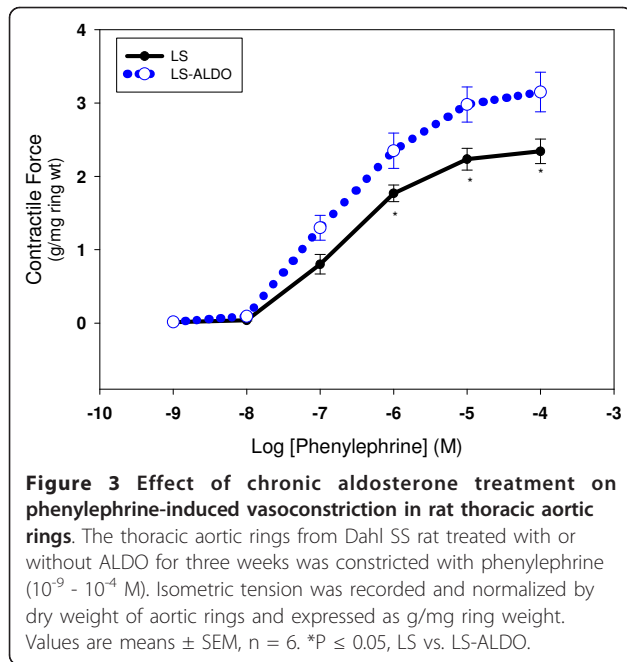 4
LS
LS-ALDO
3
2
1
0
Contractile Force
(g/mg ring wt)
*
*
*
-10 -9 -8 -7 -6 -5 -4 -3
Log [Phenylephrine] (M)
Figure 3 Effect of chronic aldosterone treatment on
phenylephrine-induced vasoconstriction in rat thoracic aortic
rings. The thoracic aortic rings from Dahl SS rat treated with or
without ALDO for three weeks was constricted with phenylephrine
(10⁻⁹ - 10⁻⁴ M). Isometric tension was recorded and normalized by
dry weight of aortic rings and expressed as g/mg ring weight.
Values are means ± SEM, n = 6. *P ≤ 0.05, LS vs. LS-ALDO.